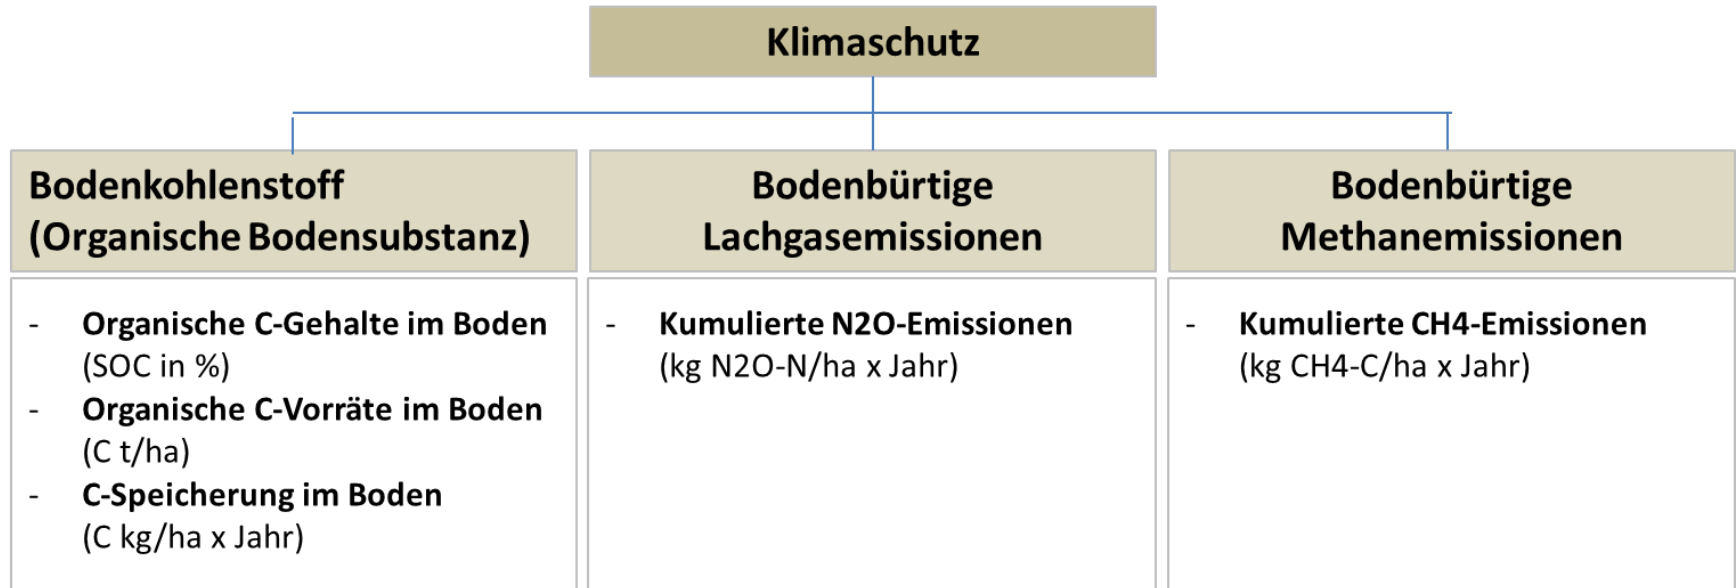 Klimaschutz
Bodenkohlenstoff
(Organische Bodensubstanz)
- Organische C-Gehalte im Boden
(SOC in %)
- Organische C-Vorräte im Boden
(C t/ha)
- C-Speicherung im Boden
(C kg/ha x Jahr)
Bodenbürtige
Lachgasemissionen
- Kumulierte N2O-Emissionen
(kg N2O-N/ha x Jahr)
Bodenbürtige
Methanemissionen
- Kumulierte CH4-Emissionen
(kg CH4-C/ha x Jahr)